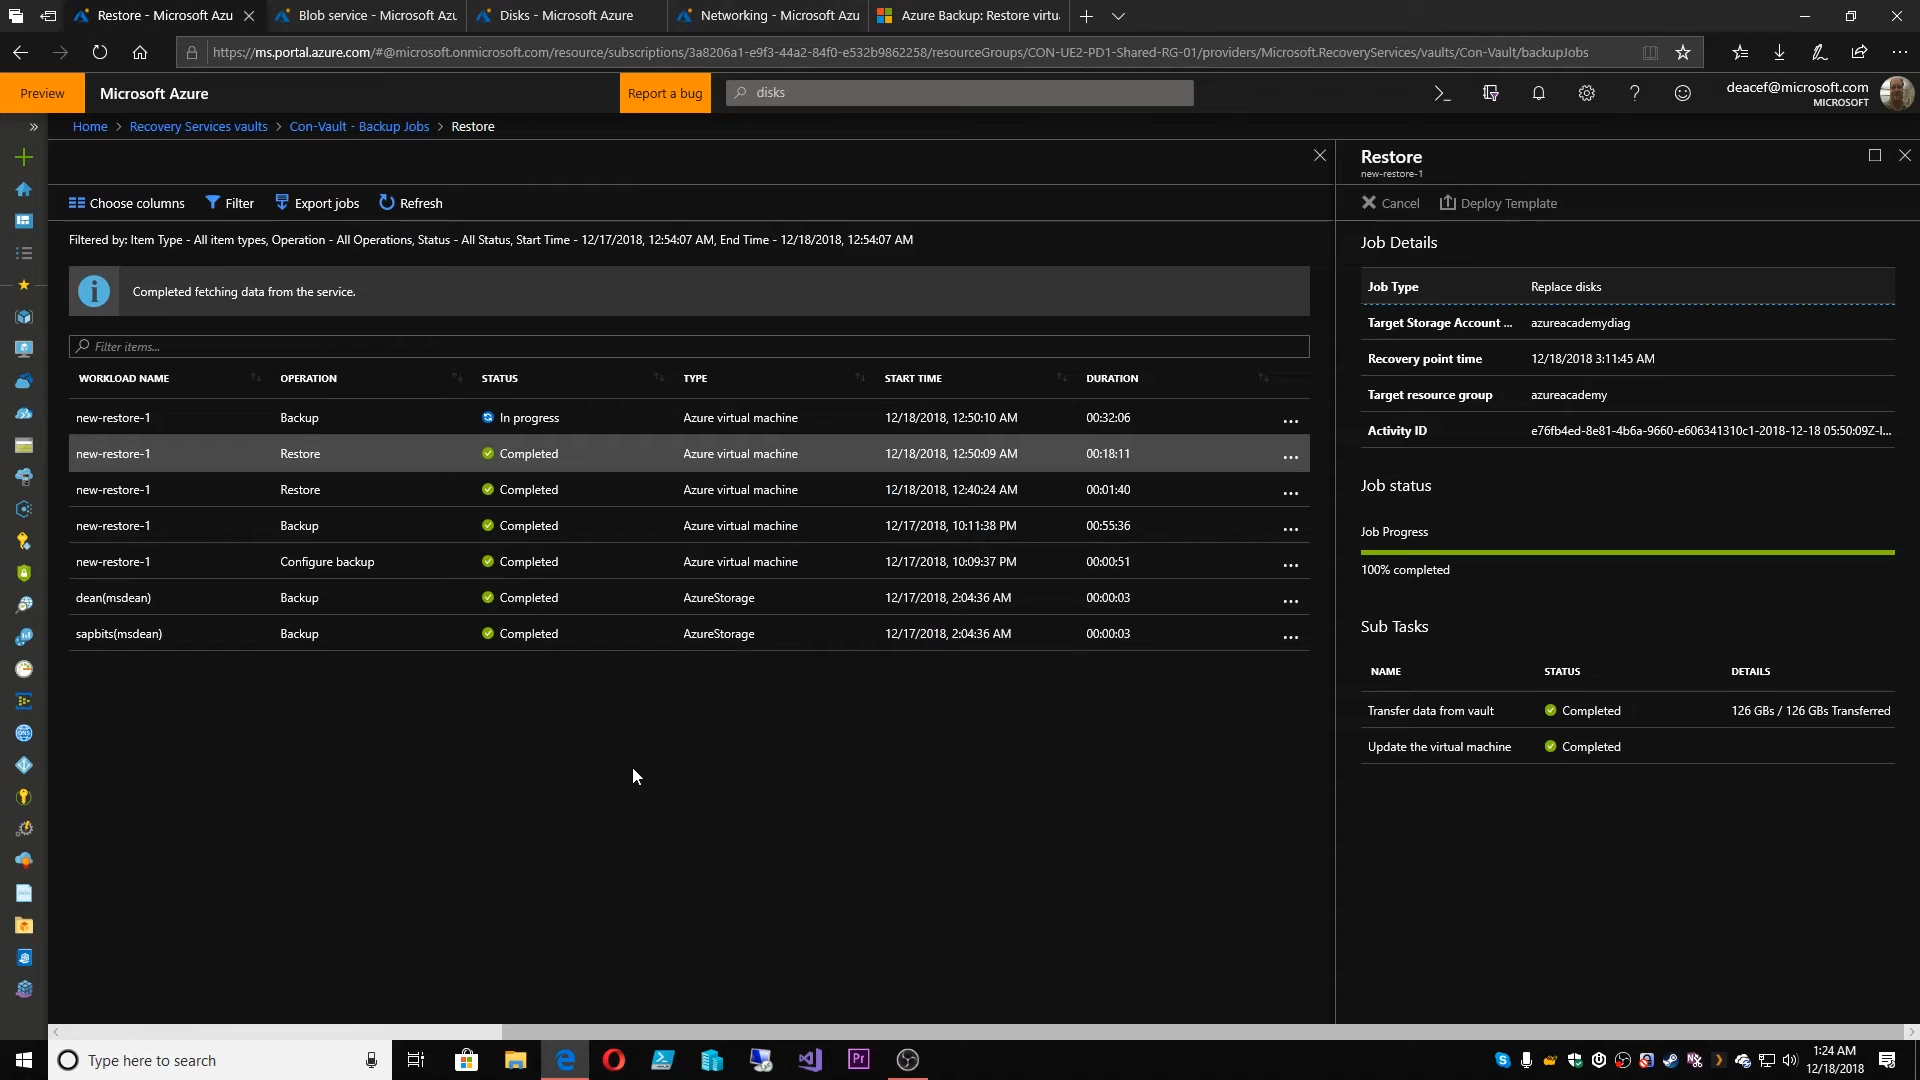 Restore - Microsoft Azu
Blob service - Microsoft Azu
Disks - Microsoft Azure
Networking - Microsoft Azu
Azure Backup: Restore virtu
https://ms.portal.azure.com/#@microsoft.onmicrosoft.com/resource/subscriptions/3a8206a1-e9f3-44a2-84f0-e532b9862258/resourceGroups/CON-UE2-PD1-Shared-RG-01/providers/Microsoft.RecoveryServices/vaults/Con-Vault/backupJobs
Preview
Microsoft Azure
Report a bug
disks
deacef@microsoft.com
MICROSOFT
Home > Recovery Services vaults > Con-Vault - Backup Jobs > Restore
Choose columns Filter Export jobs Refresh
Filtered by: Item Type - All item types, Operation - All Operations, Status - All Status, Start Time - 12/17/2018, 12:54:07 AM, End Time - 12/18/2018, 12:54:07 AM
Completed fetching data from the service.
Filter items...
WORKLOAD NAME OPERATION STATUS TYPE START TIME DURATION
new-restore-1 Backup In progress Azure virtual machine 12/18/2018, 12:50:10 AM 00:32:06 ...
new-restore-1 Restore Completed Azure virtual machine 12/18/2018, 12:50:09 AM 00:18:11 ...
new-restore-1 Restore Completed Azure virtual machine 12/18/2018, 12:40:24 AM 00:01:40 ...
new-restore-1 Backup Completed Azure virtual machine 12/17/2018, 10:11:38 PM 00:55:36 ...
new-restore-1 Configure backup Completed Azure virtual machine 12/17/2018, 10:09:37 PM 00:00:51 ...
dean(msdean) Backup Completed AzureStorage 12/17/2018, 2:04:36 AM 00:00:03 ...
sapbits(msdean) Backup Completed AzureStorage 12/17/2018, 2:04:36 AM 00:00:03 ...
Restore
new-restore-1
Cancel Deploy Template
Job Details
Job Type Replace disks
Target Storage Account ... azureacademydiag
Recovery point time 12/18/2018 3:11:45 AM
Target resource group azureacademy
Activity ID e76fb4ed-8e81-4b6a-9660-e606341310c1-2018-12-18 05:50:09Z-I...
Job status
Job Progress
100% completed
Sub Tasks
NAME STATUS DETAILS
Transfer data from vault Completed 126 GBs / 126 GBs Transferred
Update the virtual machine Completed
Type here to search
Pr
1:24 AM
12/18/2018